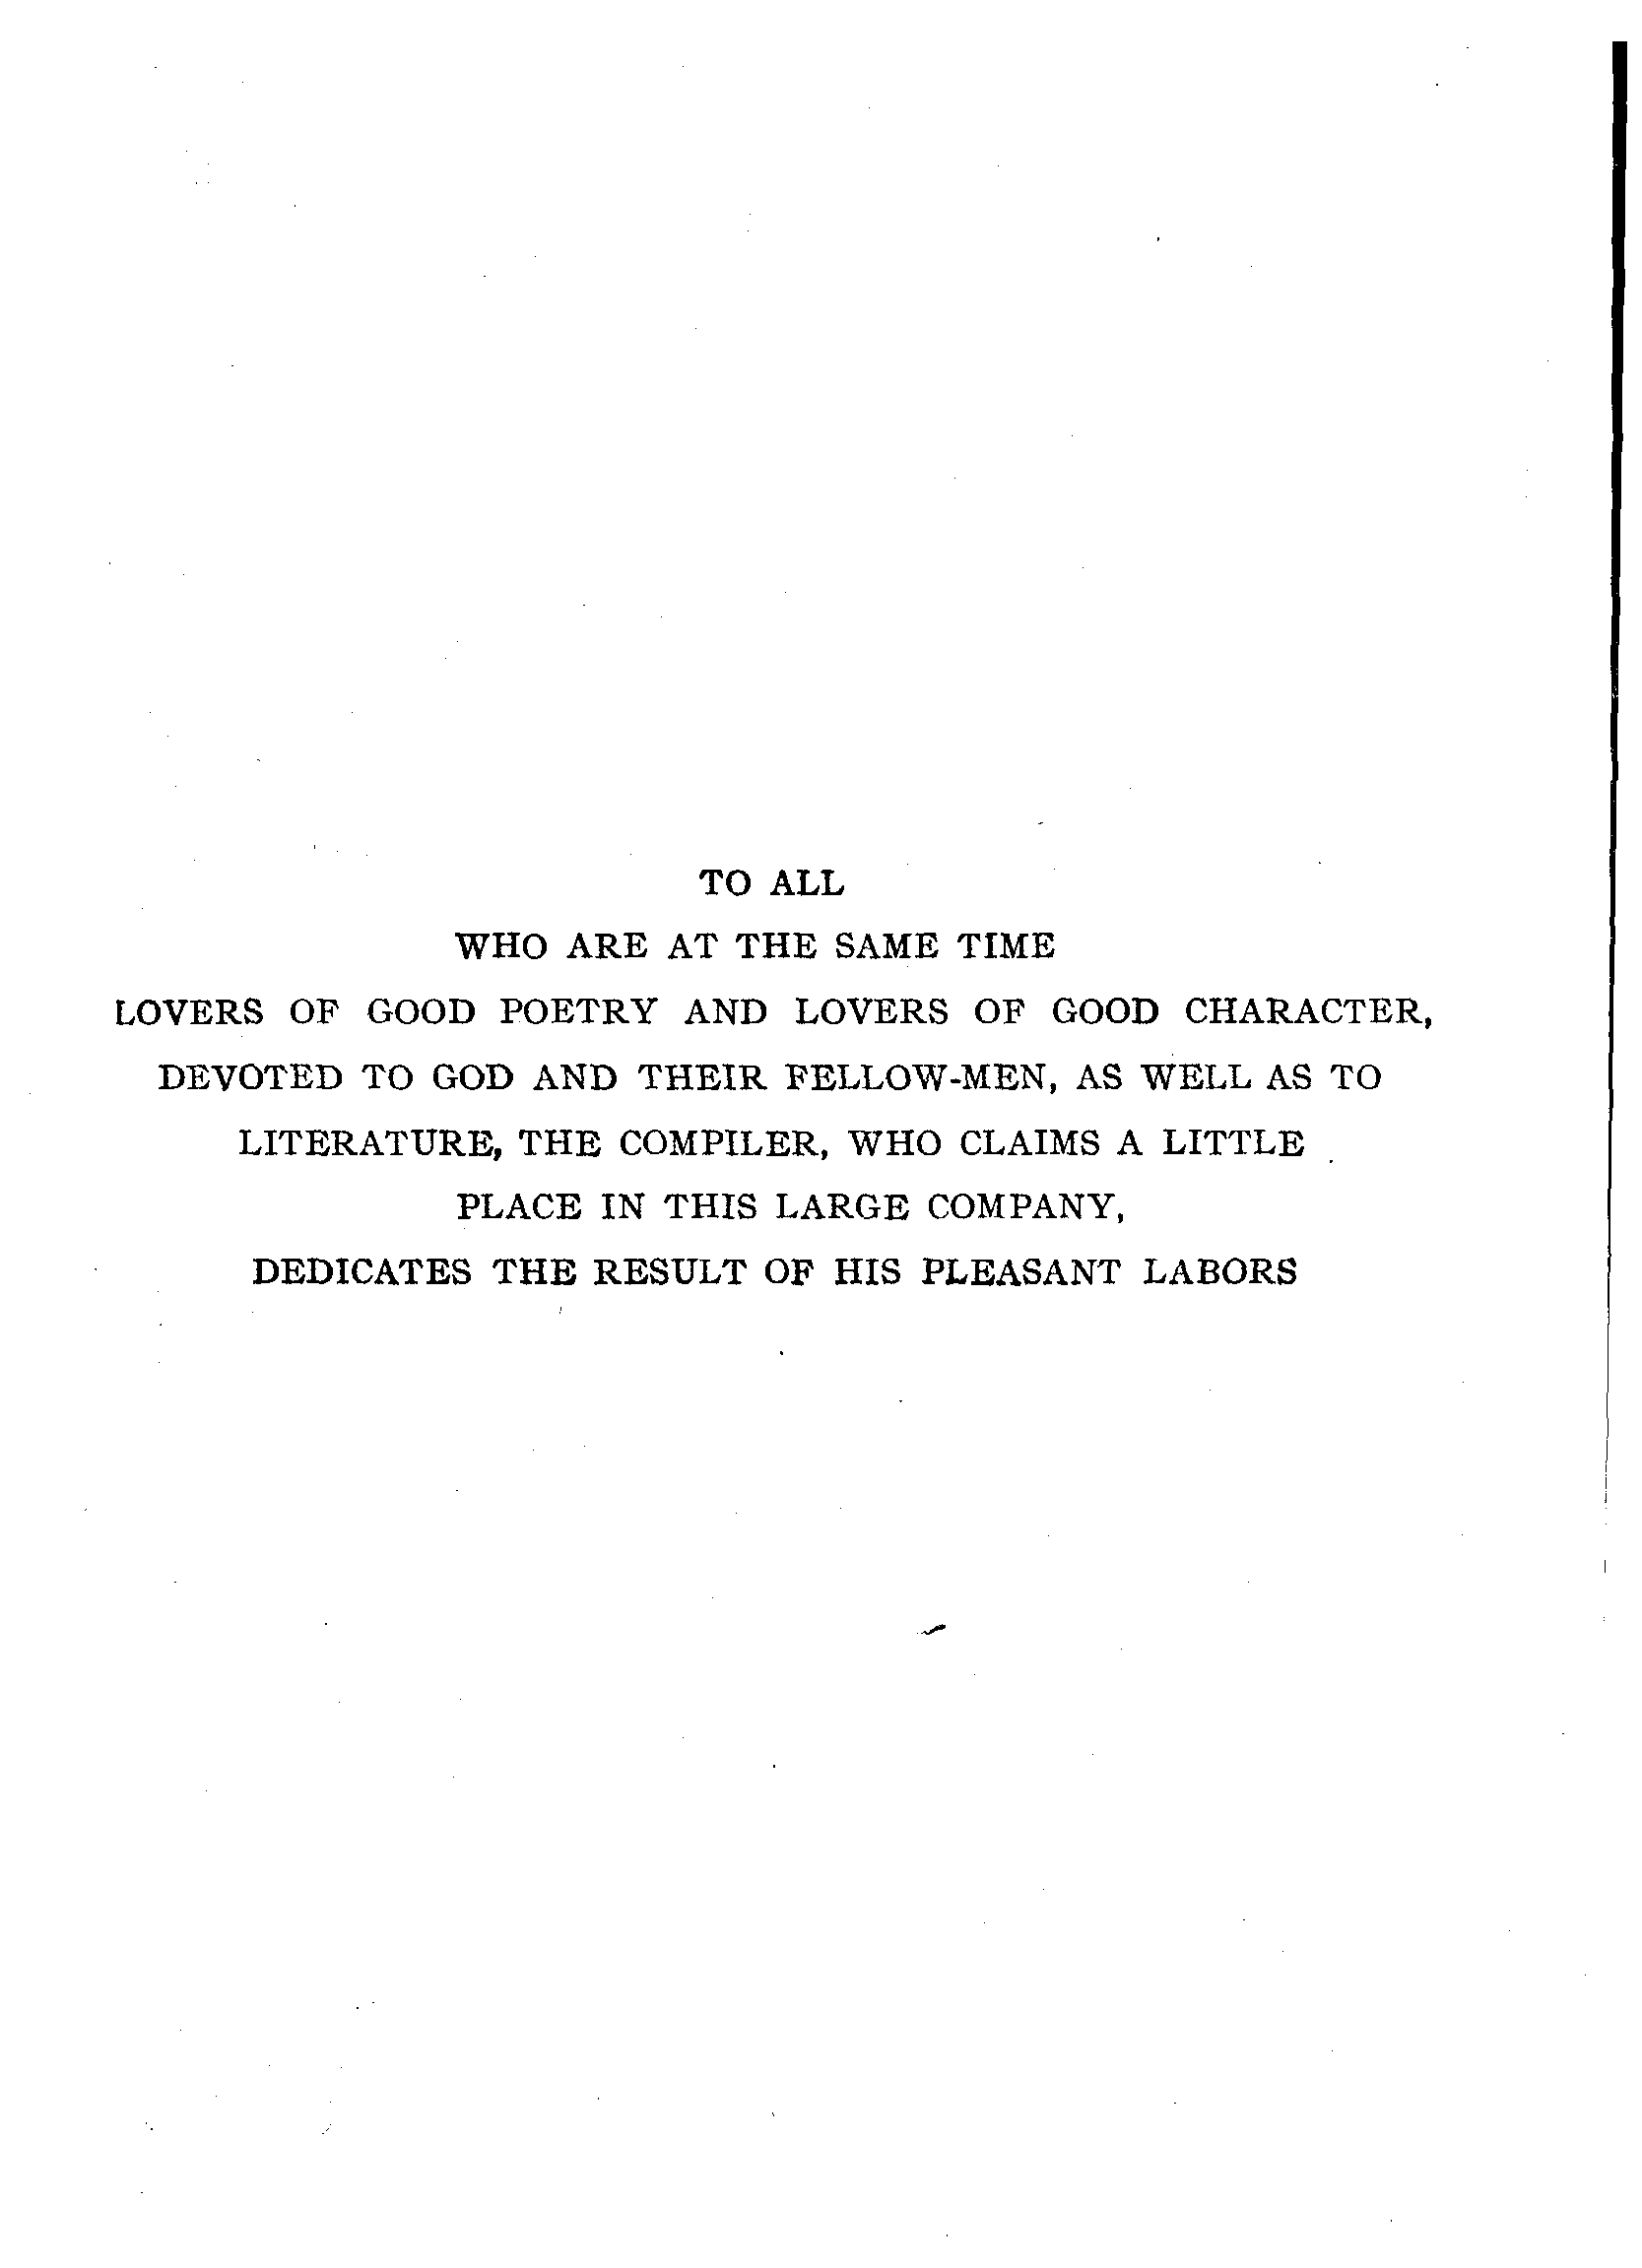 TO ALL
WHO ARE AT THE SAME TIME
LOVERS OF GOOD POETRY AND LOVERS OF GOOD CHARACTER,
DEVOTED TO GOD AND THEIR FELLOW-MEN, AS WELL AS TO
LITERATURE, THE COMPILER, WHO CLAIMS A LITTLE
PLACE IN THIS LARGE COMPANY,
DEDICATES THE RESULT OF HIS PLEASANT LABORS